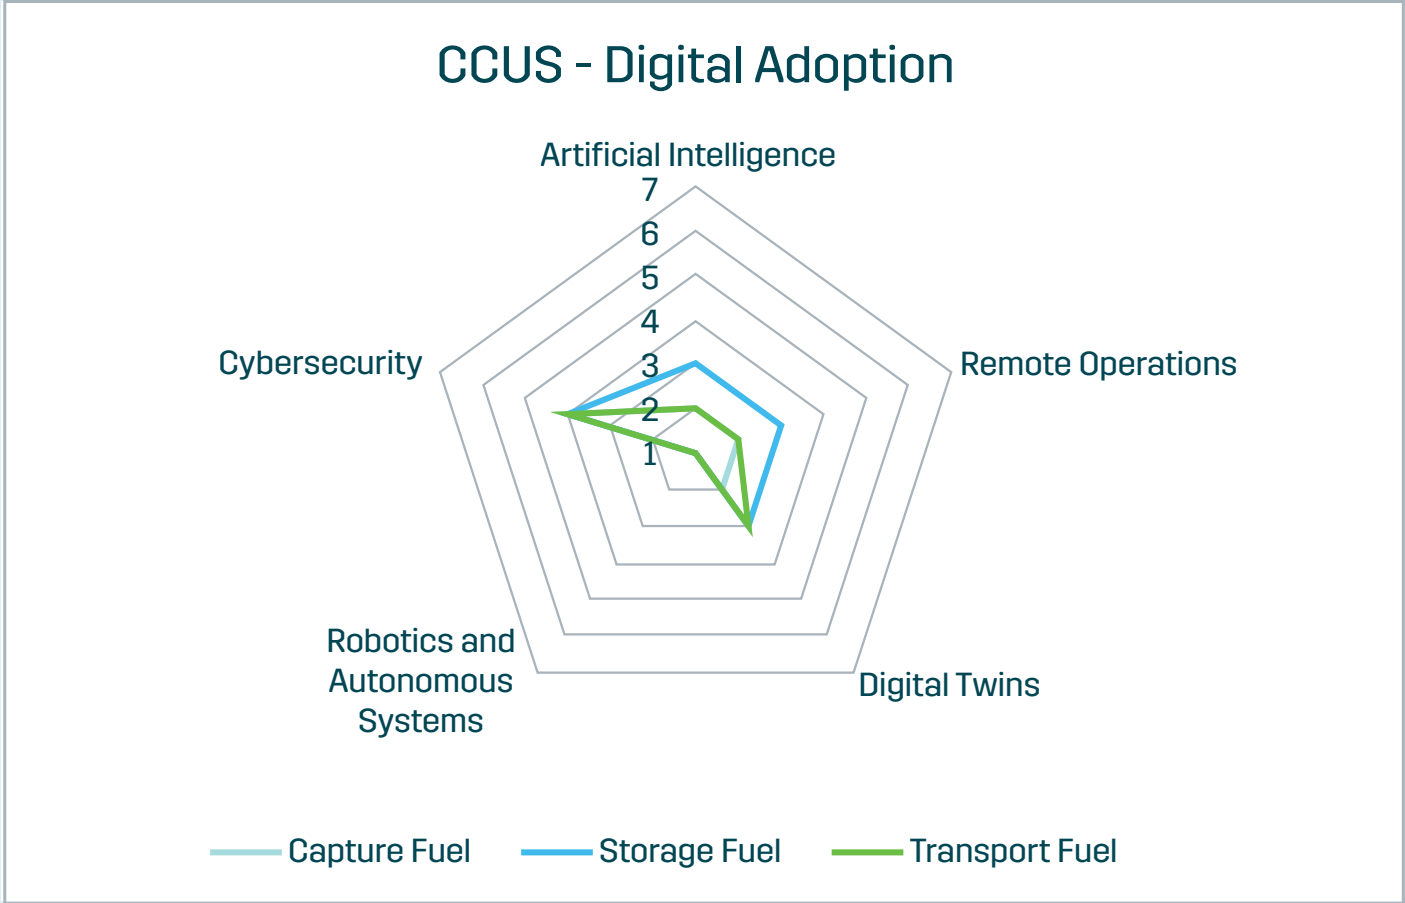 CCUS - Digital Adoption
Artificial Intelligence
7
6
5
4
3
2
1
Cybersecurity
Remote Operations
Robotics and
Autonomous
Systems
Digital Twins
Capture Fuel
Storage Fuel
Transport Fuel